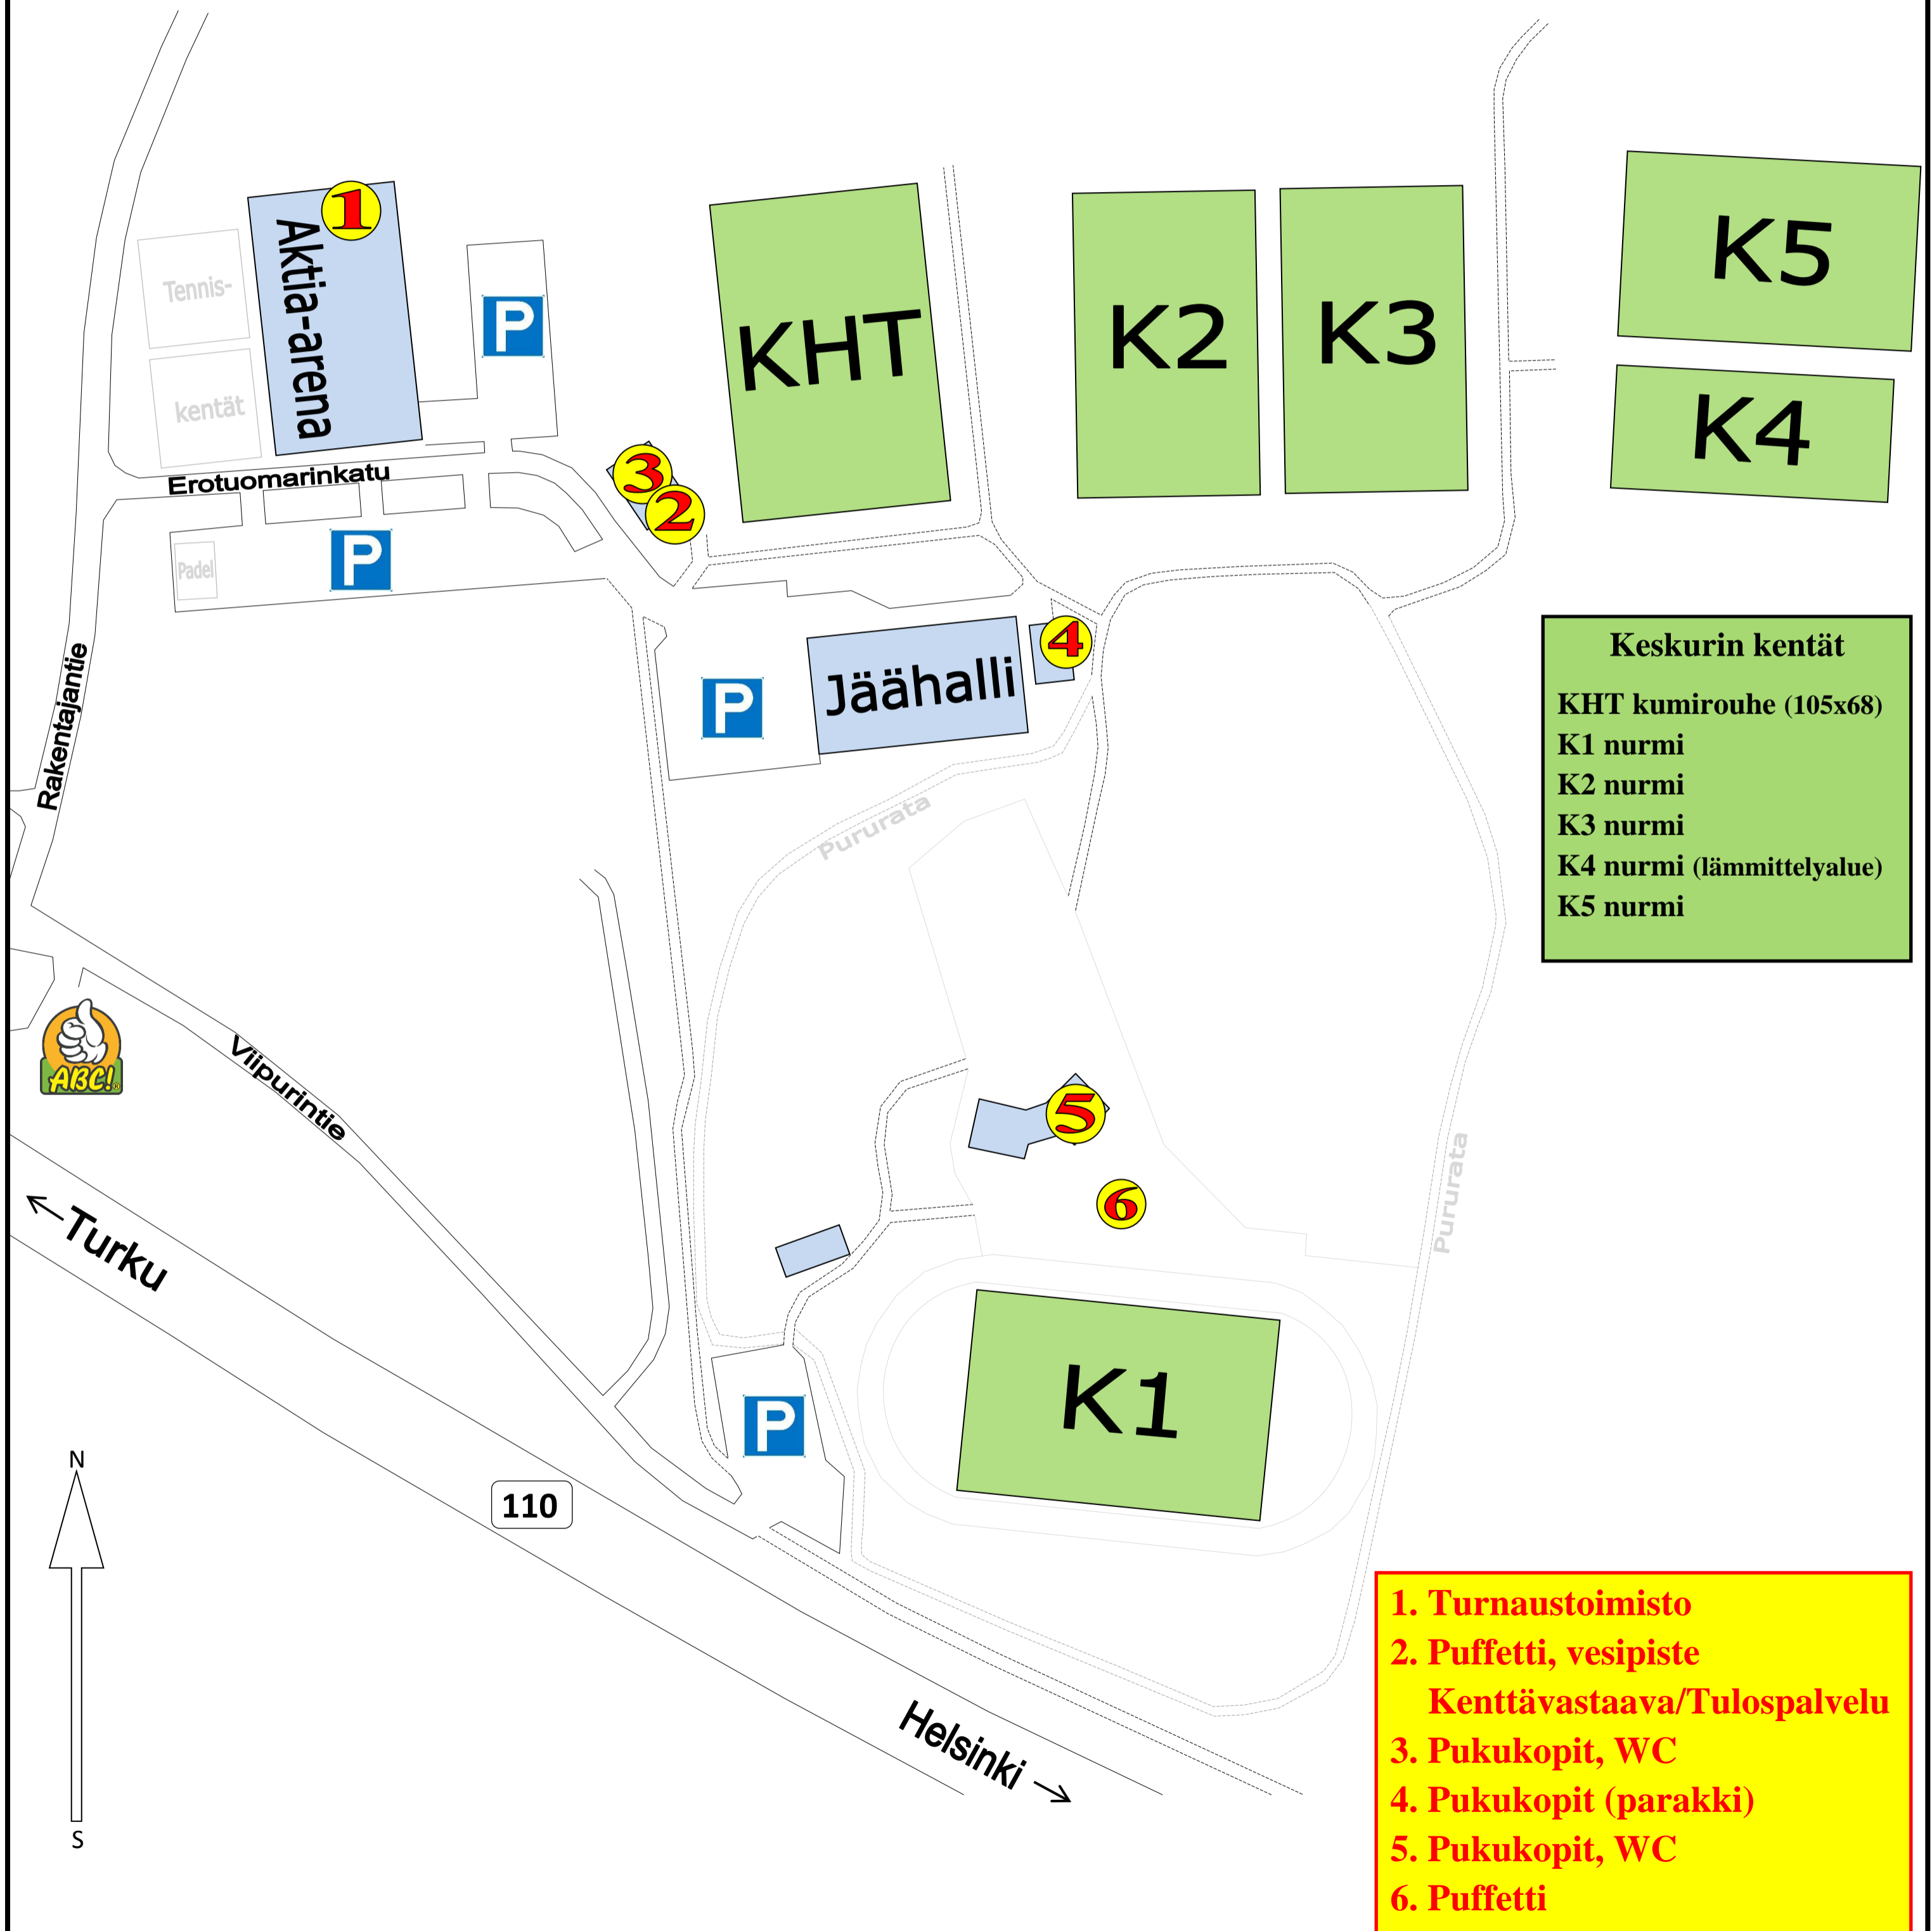 1
Aktia-arena
Tennis-
kentät
P
KHT
K2
K3
K5
K4
3
2
Erotuomarinkatu
P
Padel
Rakentajantie
P
Jäähalli
4
Keskurin kentät
KHT kumirouhe (105x68)
K1 nurmi
K2 nurmi
K3 nurmi
K4 nurmi (lämmittelyalue)
K5 nurmi
Pururata
ABC!®
Viipurintie
5
6
Pururata
←Turku
K1
P
N
110
S
Helsinki →
1. Turnaustoimisto
2. Puffetti, vesipiste
Kenttävastaava/Tulospalvelu
3. Pukukopit, WC
4. Pukukopit (parakki)
5. Pukukopit, WC
6. Puffetti